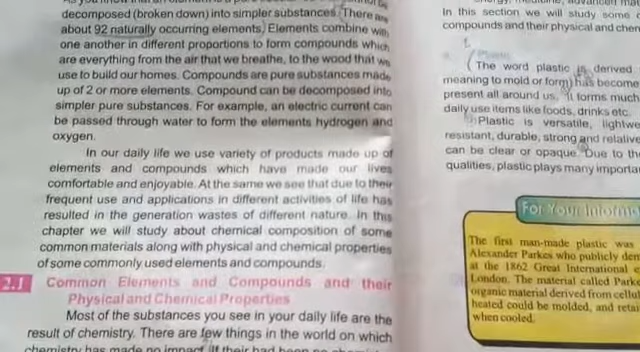 decomposed (broken down) into simpler substances. There are
about 92 naturally occurring elements. Elements combine with
one another in different proportions to form compounds which
are everything from the air that we breathe, to the wood that we
use to build our homes. Compounds are pure substances made
up of 2 or more elements. Compound can be decomposed into
simpler pure substances. For example, an electric current can
be passed through water to form the elements hydrogen and
oxygen.
In our daily life we use variety of products made up of
elements and compounds which have made our lives
comfortable and enjoyable. At the same we see that due to their
frequent use and applications in different activities of life has
resulted in the generation wastes of different nature. In this
chapter we will study about chemical composition of some
common materials along with physical and chemical properties
of some commonly used elements and compounds.
2.1 Common Elements and Compounds and their
Physical and Chemical Properties
Most of the substances you see in your daily life are the
result of chemistry. There are few things in the world on which
chemistry has made no impact. If their had been no
In this section we will study some
compounds and their physical and chem
The word plastic is derived
meaning to mold or form) has become
present all around us. It forms much
daily use items like foods, drinks etc.
Plastic is versatile, lightwe
resistant, durable, strong and relative
can be clear or opaque. Due to the
qualities, plastic plays many importa
For Your Informa
The first man-made plastic was
Alexander Parkes who publicly dem
at the 1862 Great International
London. The material called Parke
organic material derived from cellul
heated could be molded, and retai
when cooled.